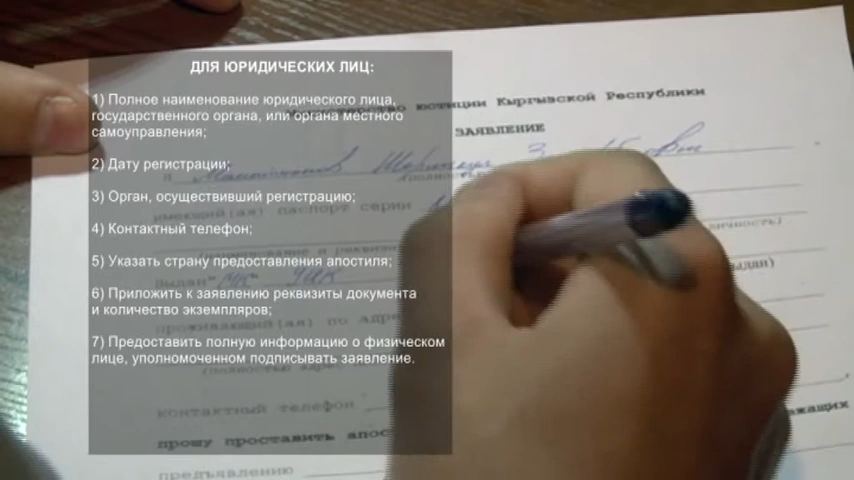 ДЛЯ ЮРИДИЧЕСКИХ ЛИЦ:
1) Полное наименование юридического лица,
государственного органа, или органа местного
самоуправления;
2) Дату регистрации;
3) Орган, осуществивший регистрацию;
4) Контактный телефон;
5) Указать страну предоставления апостиля;
6) Приложить к заявлению реквизиты документа
и количество экземпляров;
7) Предоставить полную информацию о физическом
лице, уполномоченном подписывать заявление.
Министерство юстиции Кыргызской Республики
ЗАЯВЛЕНИЕ
Я
имеющий(ая) паспорт серии
выдан
проживающий(ая) по адре
контактный телефон
прошу проставить апос
предъявлению